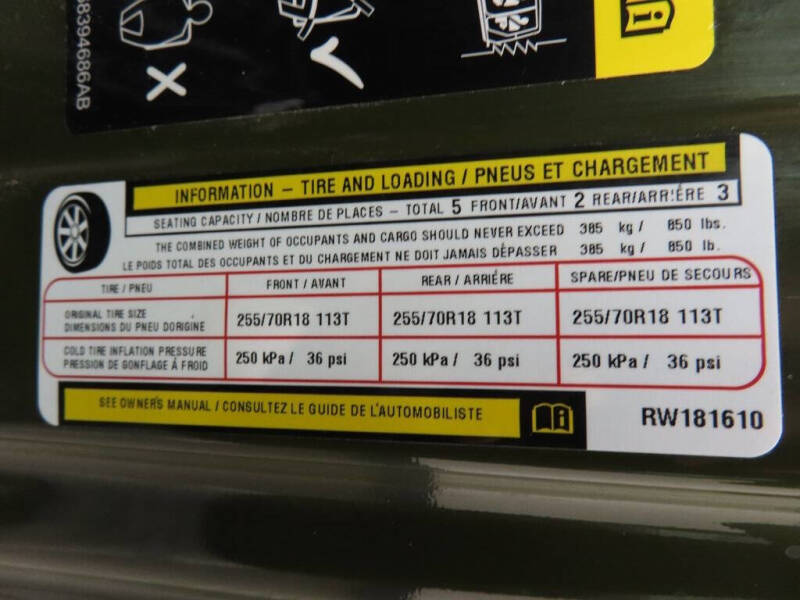 68394686AB
INFORMATION – TIRE AND LOADING / PNEUS ET CHARGEMENT
SEATING CAPACITY / NOMBRE DE PLACES – TOTAL 5 FRONT/AVANT 2 REAR/ARRIÉRE 3
THE COMBINED WEIGHT OF OCCUPANTS AND CARGO SHOULD NEVER EXCEED 385 kg / 850 lbs.
LE POIDS TOTAL DES OCCUPANTS ET DU CHARGEMENT NE DOIT JAMAIS DÉPASSER 385 kg / 850 lb.
TIRE / PNEU FRONT / AVANT REAR / ARRIÉRE SPARE/PNEU DE SECOURS
ORIGINAL TIRE SIZE
DIMENSIONS DU PNEU DORIGINE 255/70R18 113T 255/70R18 113T 255/70R18 113T
COLD TIRE INFLATION PRESSURE
PRESSION DE GONFLAGE À FROID 250 kPa / 36 psi 250 kPa / 36 psi 250 kPa / 36 psi
SEE OWNER'S MANUAL / CONSULTEZ LE GUIDE DE L'AUTOMOBILISTE
RW181610